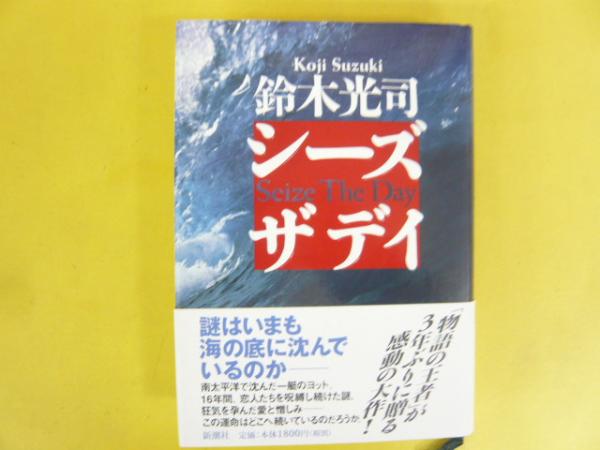 Koji Suzuki
鈴木光司
シーズ
Seize The Day
ザ デイ
「物語の王者」が
3年ぶりに贈る
感動の大作!
謎はいまも
海の底に沈んで
いるのか――
南太平洋で沈んだ一艇のヨット。
16年間、恋人たちを呪縛し続けた謎。
狂気を孕んだ愛と憎しみ――
この運命はどこへ続いているのだろうか。
新潮社 定価:本体1800円(税別)